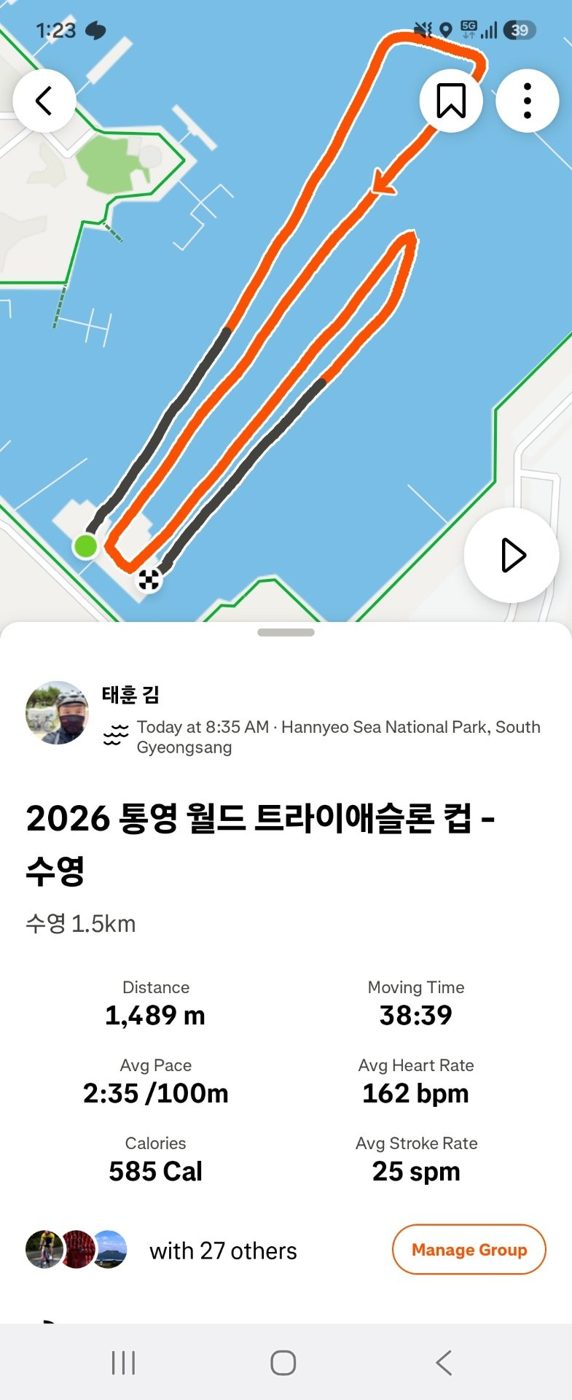 1:23
5G
39
태훈 김
Today at 8:35 AM · Hannyeo Sea National Park, South
Gyeongsang
2026 통영 월드 트라이애슬론 컵 -
수영
수영 1.5km
Distance
1,489 m
Moving Time
38:39
Avg Pace
2:35 /100m
Avg Heart Rate
162 bpm
Calories
585 Cal
Avg Stroke Rate
25 spm
with 27 others
Manage Group